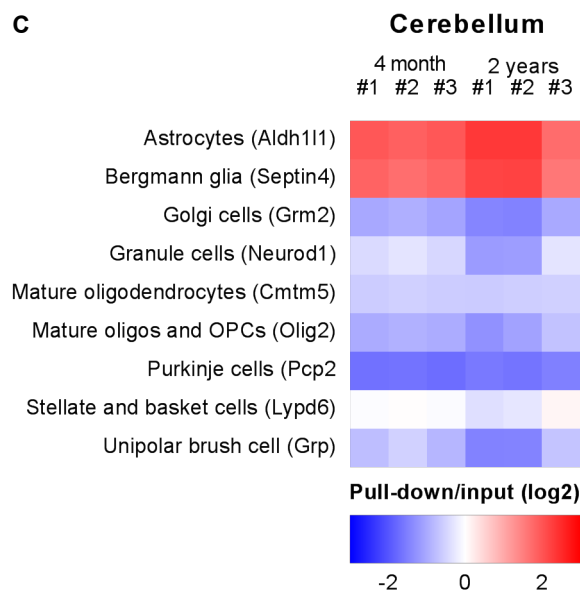 C
Cerebellum
4 month 2 years
#1 #2 #3 #1 #2 #3
Astrocytes (Aldh1l1)
Bergmann glia (Septin4)
Golgi cells (Grm2)
Granule cells (Neurod1)
Mature oligodendrocytes (Cmtm5)
Mature oligos and OPCs (Olig2)
Purkinje cells (Pcp2
Stellate and basket cells (Lypd6)
Unipolar brush cell (Grp)
Pull-down/input (log2)
-2 0 2